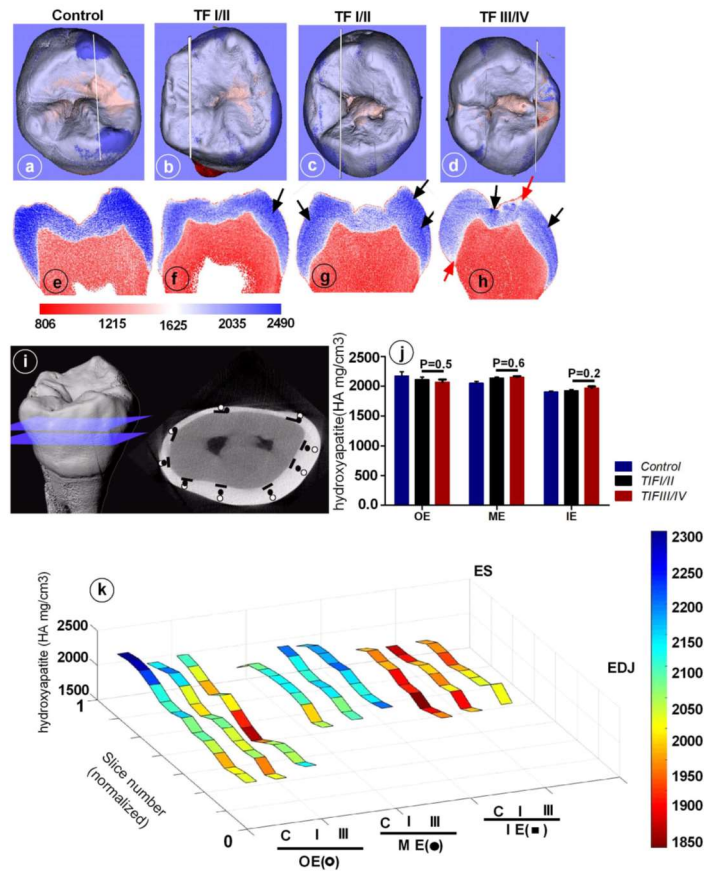 Control TF I/II TF I/II TF III/IV
a b c d
e f g h
806 1215 1625 2035 2490
i
j
hydroxyapatite(HA mg/cm3)
2500
2000
1500
1000
500
0.0
P=0.5 P=0.6 P=0.2
OE ME IE
Control
TIFI/II
TIFIII/IV
k
ES
EDJ
hydroxyapatite (HA mg/cm3)
2500
2000
1500
1
0
Slice number
(normalized)
C I III C I III C I III
OE( ) M E(●) I E(■ )
2300
2250
2200
2150
2100
2050
2000
1950
1900
1850